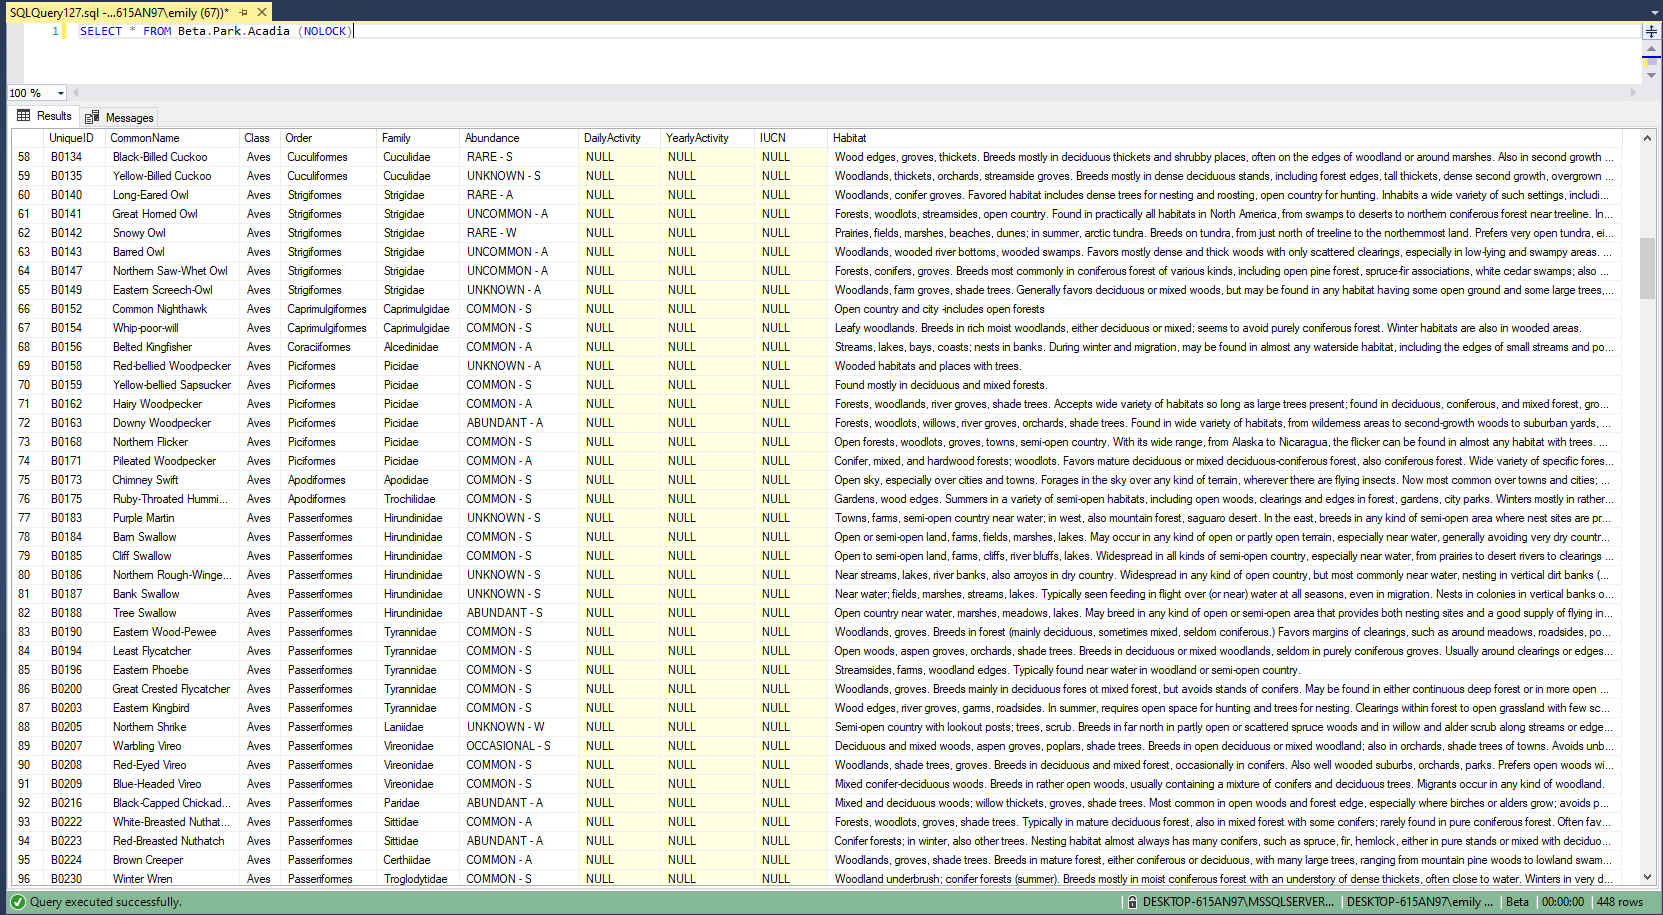 SQLQuery127.sql -...615AN97\emily (67))*
1 SELECT * FROM Beta.Park.Acadia (NOLOCK)
100 %
Results Messages
UniqueID CommonName Class Order Family Abundance DailyActivity YearlyActivity IUCN Habitat
58 B0134 Black-Billed Cuckoo Aves Cuculiformes Cuculidae RARE - S NULL NULL NULL Wood edges, groves, thickets. Breeds mostly in deciduous thickets and shrubby places, often on the edges of woodland or around marshes. Also in second growth ...
59 B0135 Yellow-Billed Cuckoo Aves Cuculiformes Cuculidae UNKNOWN - S NULL NULL NULL Woodlands, thickets, orchards, streamside groves. Breeds mostly in dense deciduous stands, including forest edges, tall thickets, dense second growth, overgrown ...
60 B0140 Long-Eared Owl Aves Strigiformes Strigidae RARE - A NULL NULL NULL Woodlands, conifer groves. Favored habitat includes dense trees for nesting and roosting, open country for hunting. Inhabits a wide variety of such settings, includi...
61 B0141 Great Horned Owl Aves Strigiformes Strigidae UNCOMMON - A NULL NULL NULL Forests, woodlots, streamsides, open country. Found in practically all habitats in North America, from swamps to deserts to northern coniferous forest near treeline. In...
62 B0142 Snowy Owl Aves Strigiformes Strigidae RARE - W NULL NULL NULL Prairies, fields, marshes, beaches, dunes; in summer, arctic tundra. Breeds on tundra, from just north of treeline to the northernmost land. Prefers very open tundra, ei...
63 B0143 Barred Owl Aves Strigiformes Strigidae UNCOMMON - A NULL NULL NULL Woodlands, wooded river bottoms, wooded swamps. Favors mostly dense and thick woods with only scattered clearings, especially in low-lying and swampy areas. ...
64 B0147 Northern Saw-Whet Owl Aves Strigiformes Strigidae UNCOMMON - A NULL NULL NULL Forests, conifers, groves. Breeds most commonly in coniferous forest of various kinds, including open pine forest, spruce-fir associations, white cedar swamps; also ...
65 B0149 Eastern Screech-Owl Aves Strigiformes Strigidae UNKNOWN - A NULL NULL NULL Woodlands, farm groves, shade trees. Generally favors deciduous or mixed woods, but may be found in any habitat having some open ground and some large trees,...
66 B0152 Common Nighthawk Aves Caprimulgiformes Caprimulgidae COMMON - S NULL NULL NULL Open country and city -includes open forests
67 B0154 Whip-poor-will Aves Caprimulgiformes Caprimulgidae COMMON - S NULL NULL NULL Leafy woodlands. Breeds in rich moist woodlands, either deciduous or mixed; seems to avoid purely coniferous forest. Winter habitats are also in wooded areas.
68 B0156 Belted Kingfisher Aves Coraciiformes Alcedinidae COMMON - A NULL NULL NULL Streams, lakes, bays, coasts; nests in banks. During winter and migration, may be found in almost any waterside habitat, including the edges of small streams and po...
69 B0158 Red-bellied Woodpecker Aves Piciformes Picidae UNKNOWN - A NULL NULL NULL Wooded habitats and places with trees.
70 B0159 Yellow-bellied Sapsucker Aves Piciformes Picidae COMMON - S NULL NULL NULL Found mostly in deciduous and mixed forests.
71 B0162 Hairy Woodpecker Aves Piciformes Picidae COMMON - A NULL NULL NULL Forests, woodlands, river groves, shade trees. Accepts wide variety of habitats so long as large trees present; found in deciduous, coniferous, and mixed forest, gro...
72 B0163 Downy Woodpecker Aves Piciformes Picidae ABUNDANT - A NULL NULL NULL Forests, woodlots, willows, river groves, orchards, shade trees. Found in wide variety of habitats, from wilderness areas to second-growth woods to suburban yards, ...
73 B0168 Northern Flicker Aves Piciformes Picidae COMMON - S NULL NULL NULL Open forests, woodlots, groves, towns, semi-open country. With its wide range, from Alaska to Nicaragua, the flicker can be found in almost any habitat with trees. ...
74 B0171 Pileated Woodpecker Aves Piciformes Picidae COMMON - A NULL NULL NULL Conifer, mixed, and hardwood forests; woodlots. Favors mature deciduous or mixed deciduous-coniferous forest, also coniferous forest. Wide variety of specific fores...
75 B0173 Chimney Swift Aves Apodiformes Apodidae COMMON - S NULL NULL NULL Open sky, especially over cities and towns. Forages in the sky over any kind of terrain, wherever there are flying insects. Now most common over towns and cities; ...
76 B0175 Ruby-Throated Hummi... Aves Apodiformes Trochilidae COMMON - S NULL NULL NULL Gardens, wood edges. Summers in a variety of semi-open habitats, including open woods, clearings and edges in forest, gardens, city parks. Winters mostly in rather...
77 B0183 Purple Martin Aves Passeriformes Hirundinidae UNKNOWN - S NULL NULL NULL Towns, farms, semi-open country near water; in west, also mountain forest, saguaro desert. In the east, breeds in any kind of semi-open area where nest sites are pr...
78 B0184 Barn Swallow Aves Passeriformes Hirundinidae COMMON - S NULL NULL NULL Open or semi-open land, farms, fields, marshes, lakes. May occur in any kind of open or partly open terrain, especially near water, generally avoiding very dry countr...
79 B0185 Cliff Swallow Aves Passeriformes Hirundinidae COMMON - S NULL NULL NULL Open to semi-open land, farms, cliffs, river bluffs, lakes. Widespread in all kinds of semi-open country, especially near water, from prairies to desert rivers to clearings ...
80 B0186 Northern Rough-Winge... Aves Passeriformes Hirundinidae UNKNOWN - S NULL NULL NULL Near streams, lakes, river banks, also arroyos in dry country. Widespread in any kind of open country, but most commonly near water, nesting in vertical dirt banks (...
81 B0187 Bank Swallow Aves Passeriformes Hirundinidae UNKNOWN - S NULL NULL NULL Near water; fields, marshes, streams, lakes. Typically seen feeding in flight over (or near) water at all seasons, even in migration. Nests in colonies in vertical banks o...
82 B0188 Tree Swallow Aves Passeriformes Hirundinidae ABUNDANT - S NULL NULL NULL Open country near water, marshes, meadows, lakes. May breed in any kind of open or semi-open area that provides both nesting sites and a good supply of flying in...
83 B0190 Eastern Wood-Pewee Aves Passeriformes Tyrannidae COMMON - S NULL NULL NULL Woodlands, groves. Breeds in forest (mainly deciduous, sometimes mixed, seldom coniferous.) Favors margins of clearings, such as around meadows, roadsides, po...
84 B0194 Least Flycatcher Aves Passeriformes Tyrannidae COMMON - S NULL NULL NULL Open woods, aspen groves, orchards, shade trees. Breeds in deciduous or mixed woodlands, seldom in purely coniferous groves. Usually around clearings or edges...
85 B0196 Eastern Phoebe Aves Passeriformes Tyrannidae COMMON - S NULL NULL NULL Streamsides, farms, woodland edges. Typically found near water in woodland or semi-open country.
86 B0200 Great Crested Flycatcher Aves Passeriformes Tyrannidae COMMON - S NULL NULL NULL Woodlands, groves. Breeds mainly in deciduous fores ot mixed forest, but avoids stands of conifers. May be found in either continuous deep forest or in more open ...
87 B0203 Eastern Kingbird Aves Passeriformes Tyrannidae COMMON - S NULL NULL NULL Wood edges, river groves, garms, roadsides. In summer, requires open space for hunting and trees for nesting. Clearings within forest to open grassland with few sc...
88 B0205 Northern Shrike Aves Passeriformes Laniidae UNKNOWN - W NULL NULL NULL Semi-open country with lookout posts; trees, scrub. Breeds in far north in partly open or scattered spruce woods and in willow and alder scrub along streams or edge...
89 B0207 Warbling Vireo Aves Passeriformes Vireonidae OCCASIONAL - S NULL NULL NULL Deciduous and mixed woods, aspen groves, poplars, shade trees. Breeds in open deciduous or mixed woodland; also in orchards, shade trees of towns. Avoids unb...
90 B0208 Red-Eyed Vireo Aves Passeriformes Vireonidae COMMON - S NULL NULL NULL Woodlands, shade trees, groves. Breeds in deciduous and mixed forest, occasionally in conifers. Also well wooded suburbs, orchards, parks. Prefers open woods wi...
91 B0209 Blue-Headed Vireo Aves Passeriformes Vireonidae COMMON - S NULL NULL NULL Mixed conifer-deciduous woods. Breeds in rather open woods, usually containing a mixture of conifers and deciduous trees. Migrants occur in any kind of woodland.
92 B0216 Black-Capped Chickad... Aves Passeriformes Paridae ABUNDANT - A NULL NULL NULL Mixed and deciduous woods; willow thickets, groves, shade trees. Most common in open woods and forest edge, especially where birches or alders grow; avoids p...
93 B0222 White-Breasted Nuthat... Aves Passeriformes Sittidae COMMON - A NULL NULL NULL Forests, woodlots, groves, shade trees. Typically in mature deciduous forest, also in mixed forest with some conifers; rarely found in pure coniferous forest. Often fav...
94 B0223 Red-Breasted Nuthatch Aves Passeriformes Sittidae ABUNDANT - A NULL NULL NULL Conifer forests; in winter, also other trees. Nesting habitat almost always has many conifers, such as spruce, fir, hemlock, either in pure stands or mixed with deciduo...
95 B0224 Brown Creeper Aves Passeriformes Certhiidae COMMON - A NULL NULL NULL Woodlands, groves, shade trees. Breeds in mature forest, either coniferous or deciduous, with many large trees, ranging from mountain pine woods to lowland swam...
96 B0230 Winter Wren Aves Passeriformes Troglodytidae COMMON - S NULL NULL NULL Woodland underbrush; conifer forests (summer). Breeds mostly in moist coniferous forest with an understory of dense thickets, often close to water. Winters in very d...
Query executed successfully. DESKTOP-615AN97\MSSQLSERVER... DESKTOP-615AN97\emily ... Beta 00:00:00 448 rows